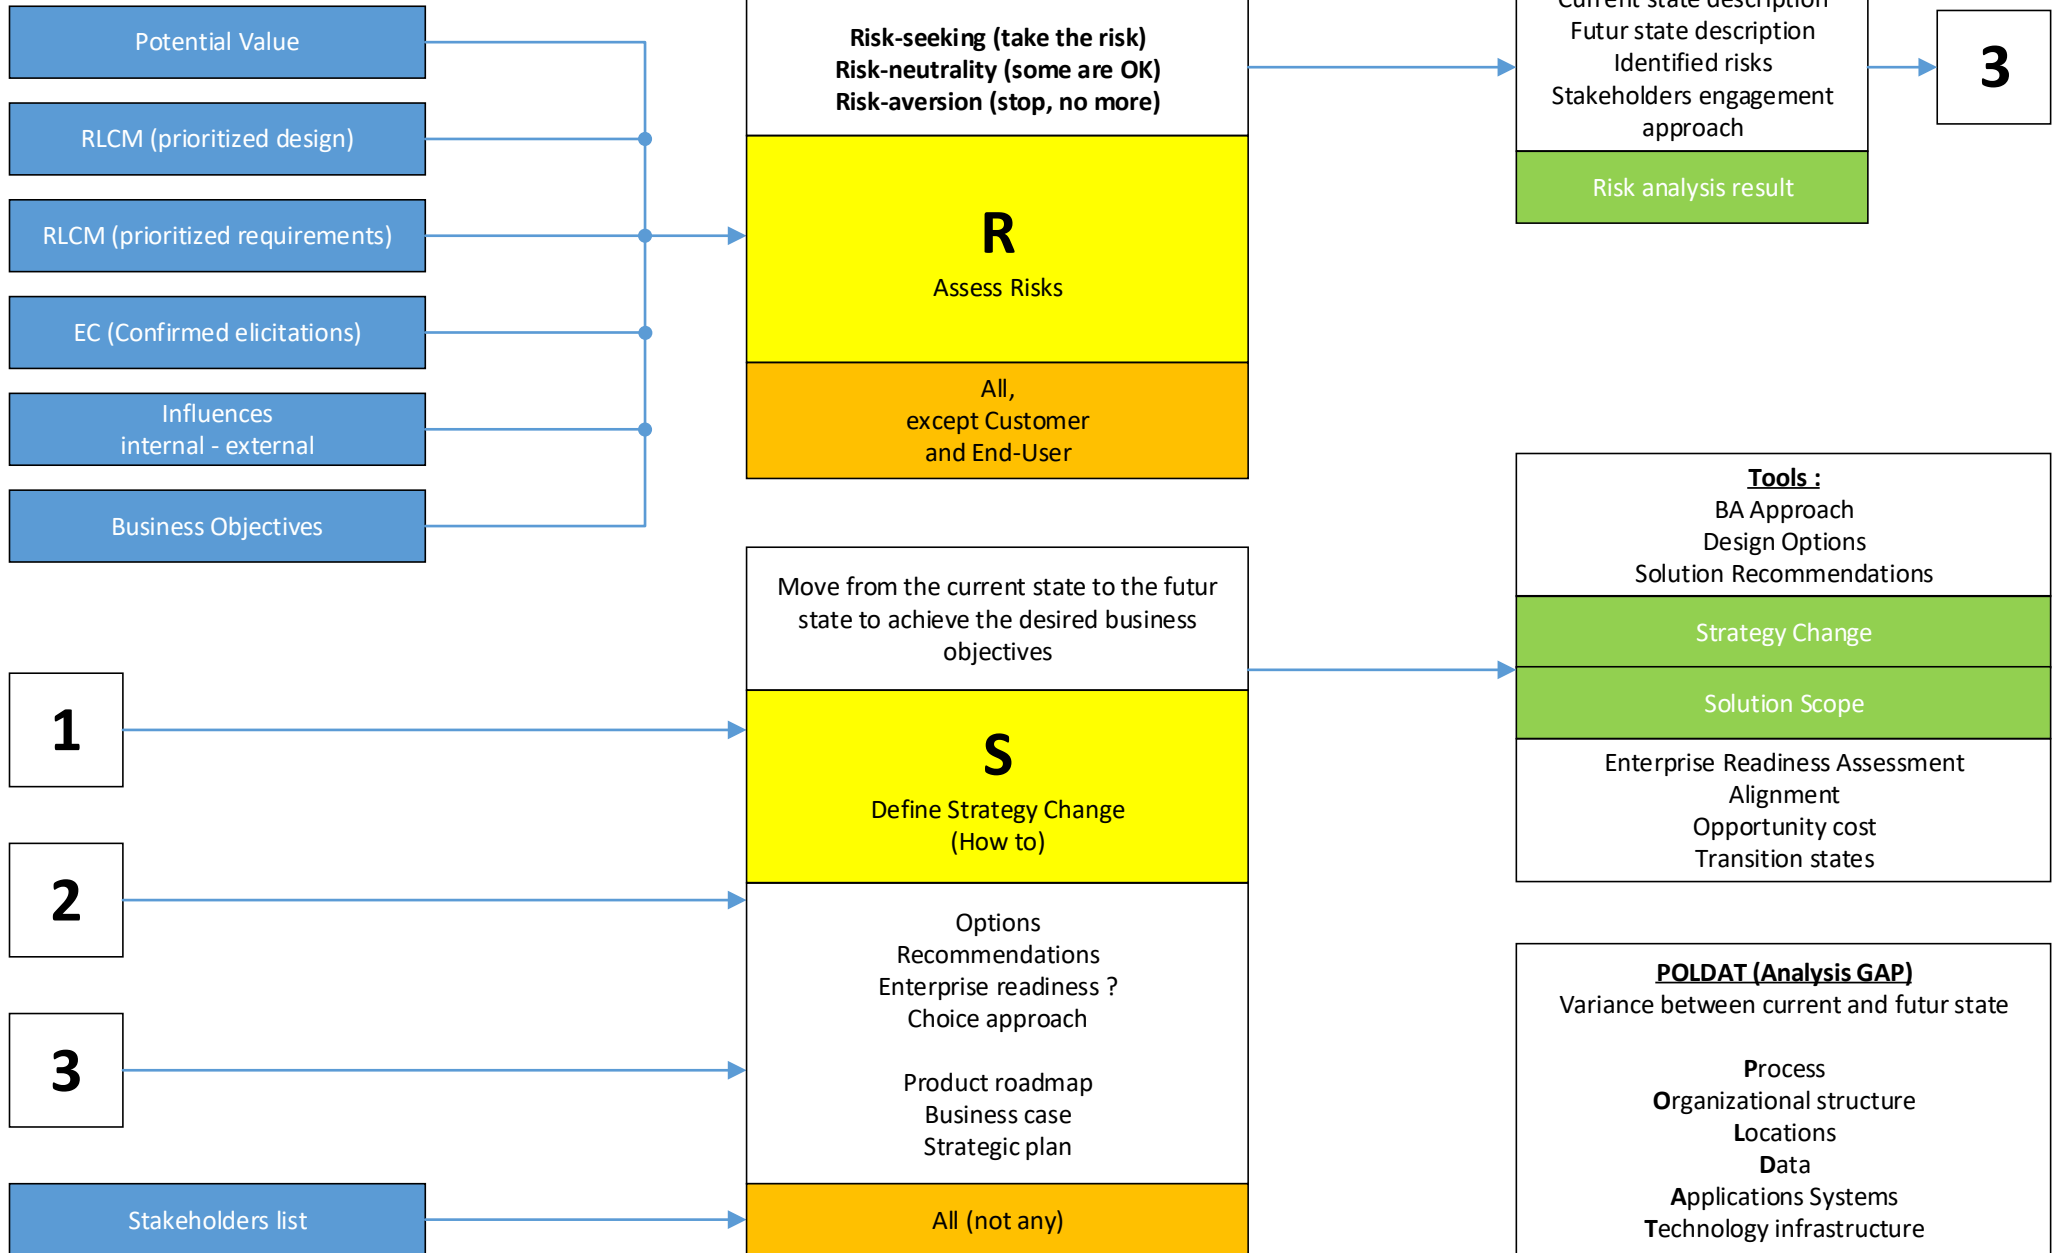 Potential Value
RLCM (prioritized design)
RLCM (prioritized requirements)
EC (Confirmed elicitations)
Influences
internal - external
Business Objectives
Risk-seeking (take the risk)
Risk-neutrality (some are OK)
Risk-aversion (stop, no more)
R
Assess Risks
All,
except Customer
and End-User
Current state description
Futur state description
Identified risks
Stakeholders engagement
approach
Risk analysis result
3
1
2
3
Stakeholders list
Move from the current state to the futur
state to achieve the desired business
objectives
S
Define Strategy Change
(How to)
Options
Recommendations
Enterprise readiness ?
Choice approach
Product roadmap
Business case
Strategic plan
All (not any)
Tools :
BA Approach
Design Options
Solution Recommendations
Strategy Change
Solution Scope
Enterprise Readiness Assessment
Alignment
Opportunity cost
Transition states
POLDAT (Analysis GAP)
Variance between current and futur state
Process
Organizational structure
Locations
Data
Applications Systems
Technology infrastructure